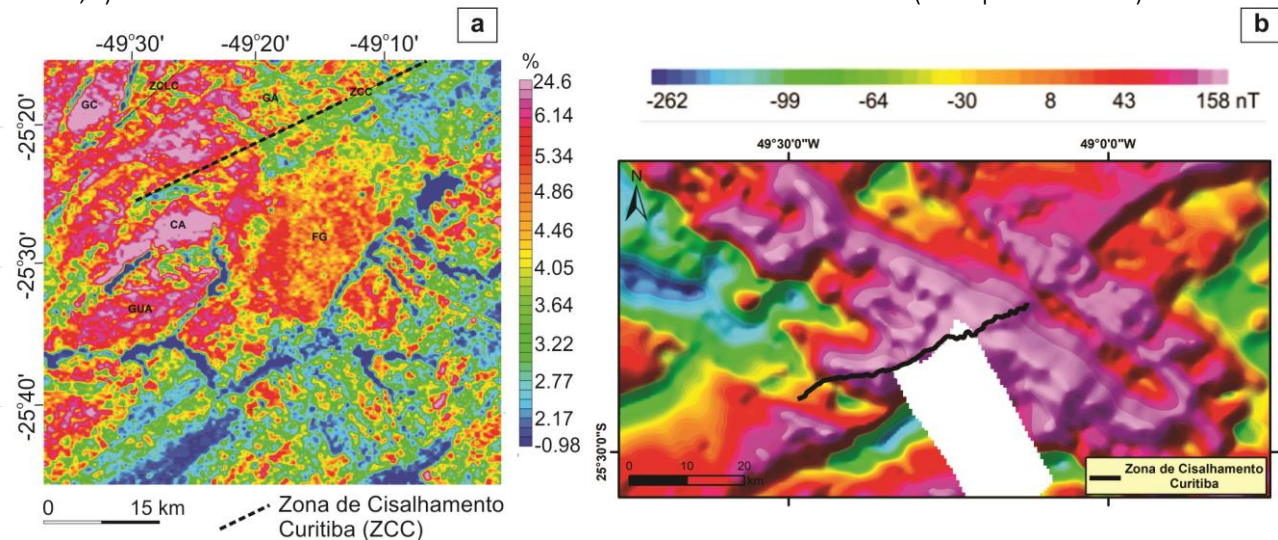 a
-49°30' -49°20' -49°10'
-25°20'
-25°30'
-25°40'
GC
ZCLC
GA
ZCC
CA
FG
GUA
%
24.6
6.14
5.34
4.86
4.46
4.05
3.64
3.22
2.77
2.17
-0.98
0 15 km
Zona de Cisalhamento
Curitiba (ZCC)
b
-262 -99 -64 -30 8 43 158 nT
49°30'0"W 49°0'0"W
N
25°30'0"S
0 10 20
km
Zona de Cisalhamento
Curitiba